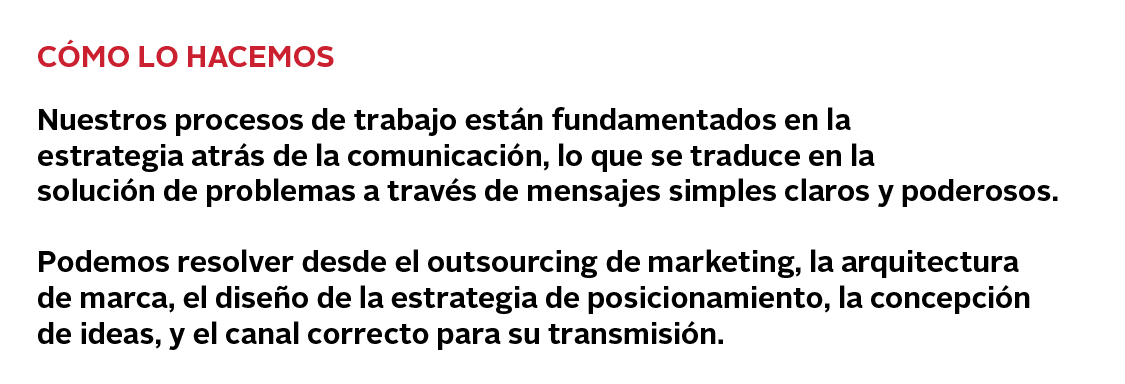 CÓMO LO HACEMOS
Nuestros procesos de trabajo están fundamentados en la
estrategia atrás de la comunicación, lo que se traduce en la
solución de problemas a través de mensajes simples claros y poderosos.
Podemos resolver desde el outsourcing de marketing, la arquitectura
de marca, el diseño de la estrategia de posicionamiento, la concepción
de ideas, y el canal correcto para su transmisión.